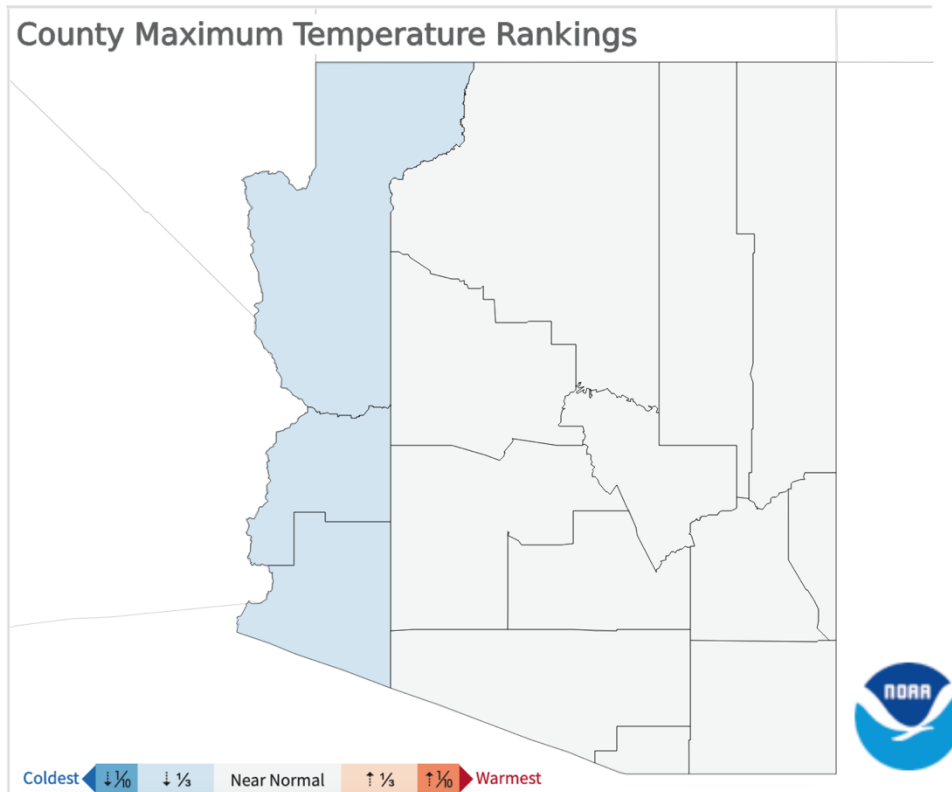 County Maximum Temperature Rankings
NOAA
Coldest ↓ ⅒ ↓ ⅓ Near Normal ↑ ⅓ ↑ ⅒ Warmest